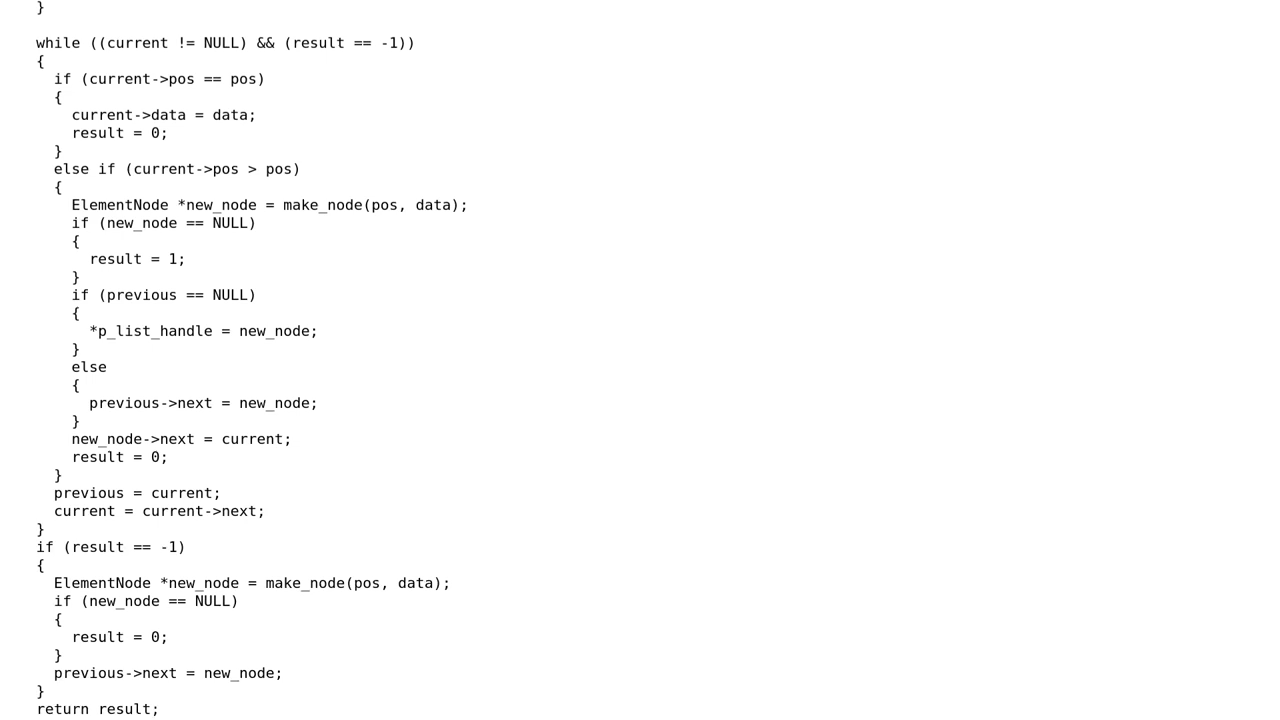 }
while ((current != NULL) && (result == -1))
{
if (current->pos == pos)
{
current->data = data;
result = 0;
}
else if (current->pos > pos)
{
ElementNode *new_node = make_node(pos, data);
if (new_node == NULL)
{
result = 1;
}
if (previous == NULL)
{
*p_list_handle = new_node;
}
else
{
previous->next = new_node;
}
new_node->next = current;
result = 0;
}
previous = current;
current = current->next;
}
if (result == -1)
{
ElementNode *new_node = make_node(pos, data);
if (new_node == NULL)
{
result = 0;
}
previous->next = new_node;
}
return result;